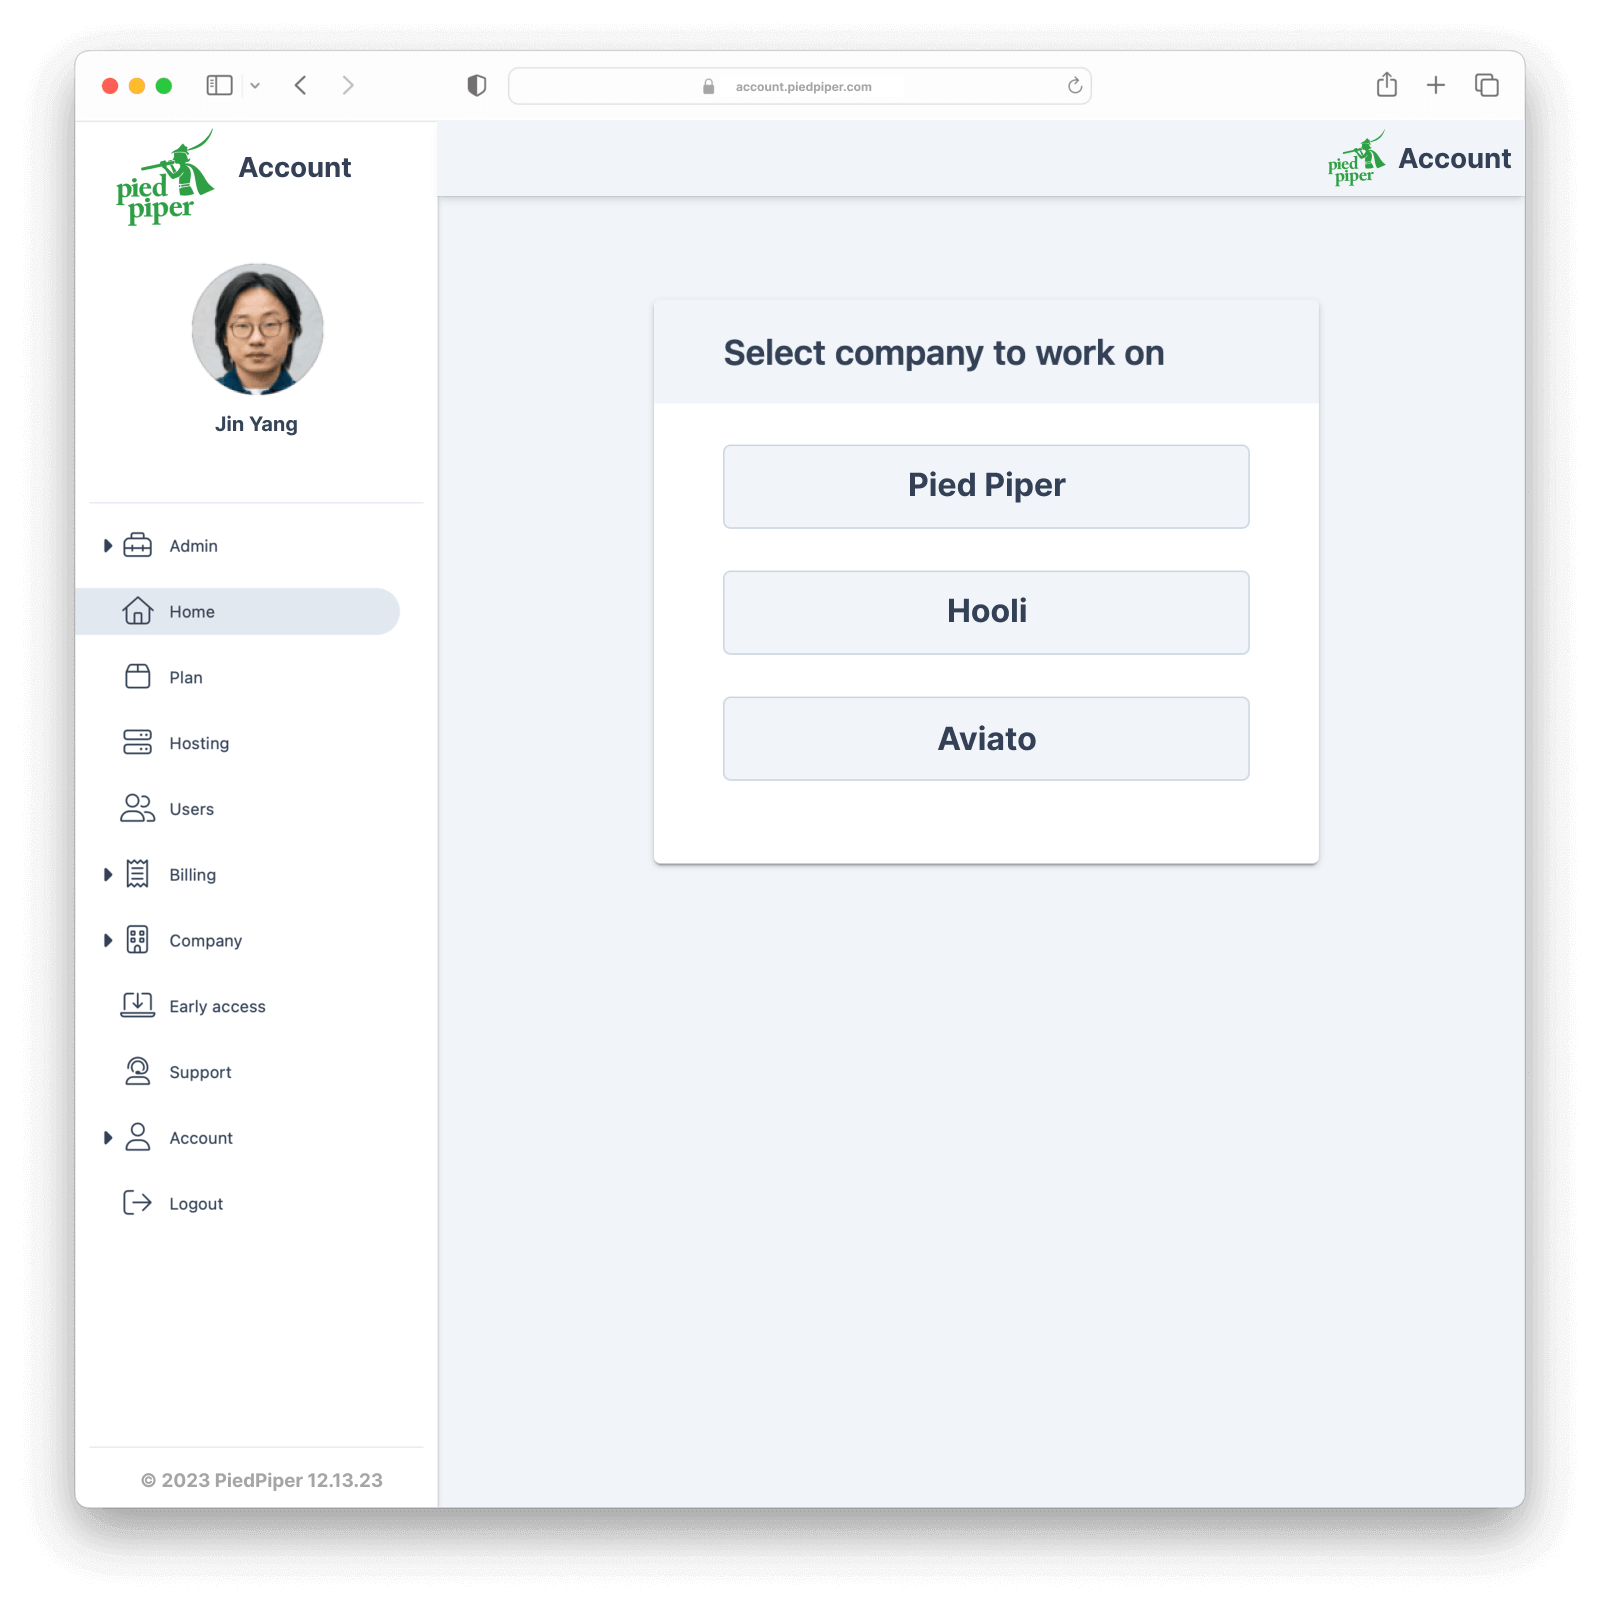 account.piedpiper.com
pied
piper
Account
pied
piper
Account
Jin Yang
Admin
Home
Plan
Hosting
Users
Billing
Company
Early access
Support
Account
Logout
© 2023 PiedPiper 12.13.23
Select company to work on
Pied Piper
Hooli
Aviato